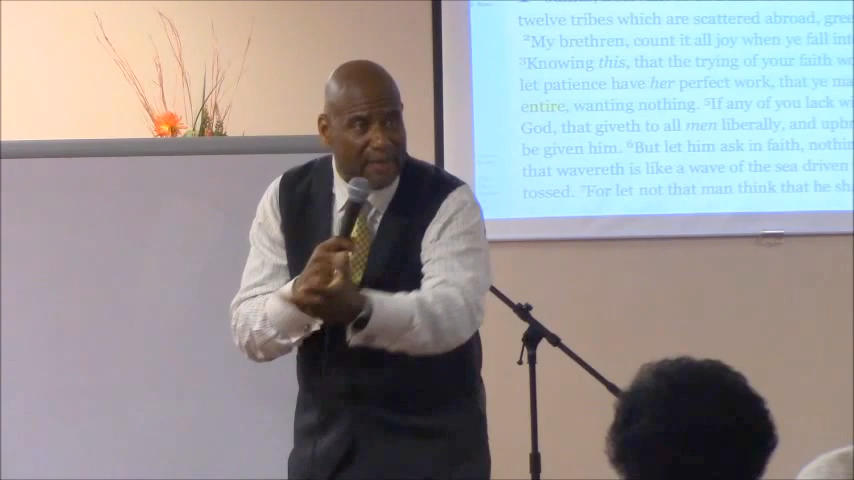 twelve tribes which are scattered abroad, gree
²My brethren, count it all joy when ye fall int
³Knowing this, that the trying of your faith wo
let patience have her perfect work, that ye ma
entire, wanting nothing. ⁵If any of you lack wi
God, that giveth to all men liberally, and upbr
be given him. ⁶But let him ask in faith, nothin
that wavereth is like a wave of the sea driven
tossed. ⁷For let not that man think that he sha